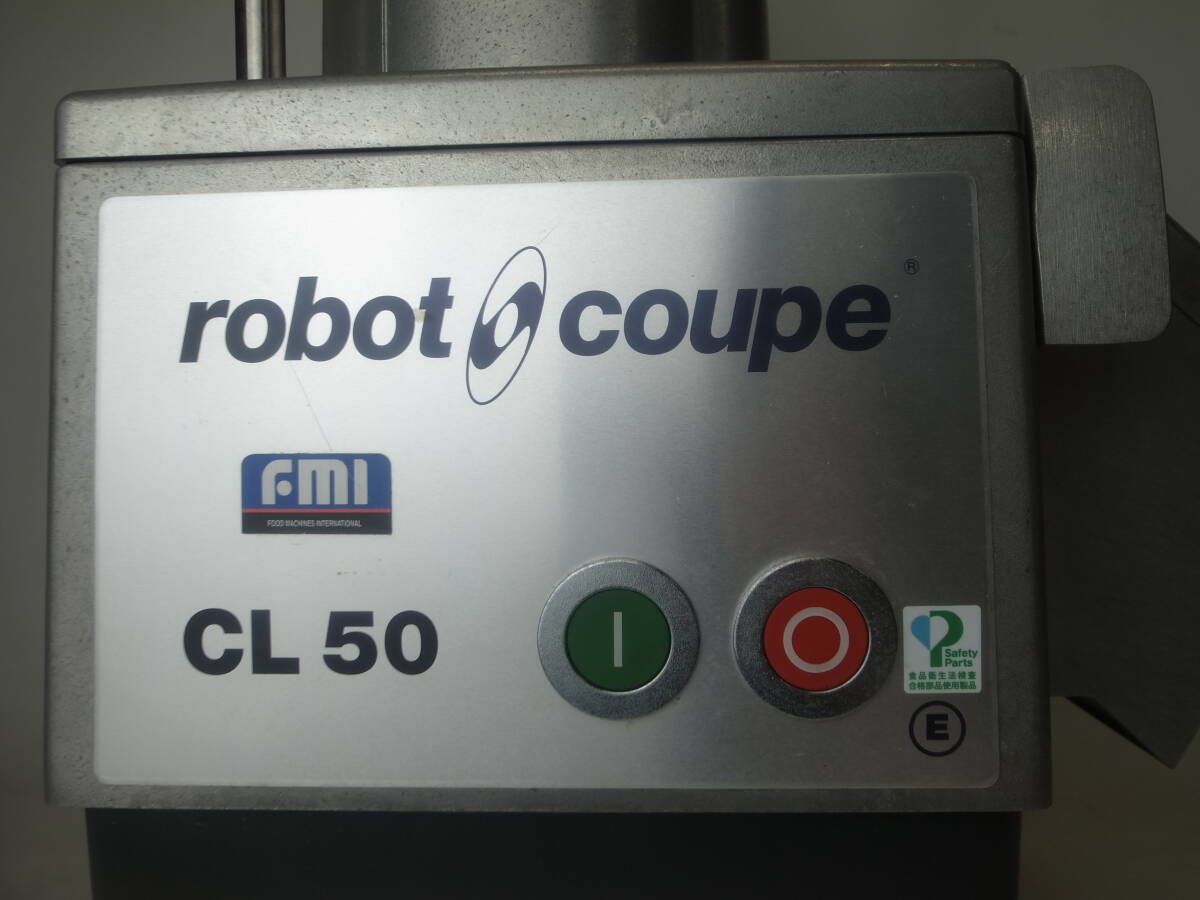 robot coupe ®
FMI
FOOD MACHINES INTERNATIONAL
CL 50
Safety
Parts
食品衛生法検査
合格部品使用製品
E